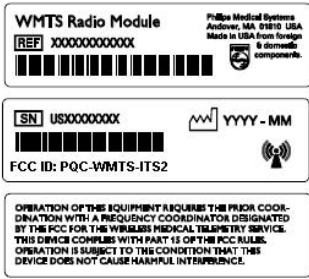 WMTS Radio Module
REF XXXXXXXXXXXX
Philips Medical Systems
Andover, MA 01810 USA
Made in USA from foreign
& domestic
components.
SN USXXXXXXXX
YYYY - MM
FCC ID: PQC-WMTS-ITS2
OPERATION OF THIS EQUIPMENT REQUIRES THE PRIOR COOR-
DINATION WITH A FREQUENCY COORDINATOR DESIGNATED
BY THE FCC FOR THE WIRELESS MEDICAL TELEMETRY SERVICE.
THIS DEVICE COMPLIES WITH PART 15 OF THE FCC RULES.
OPERATION IS SUBJECT TO THE CONDITION THAT THIS
DEVICE DOES NOT CAUSE HARMFUL INTERFERENCE.